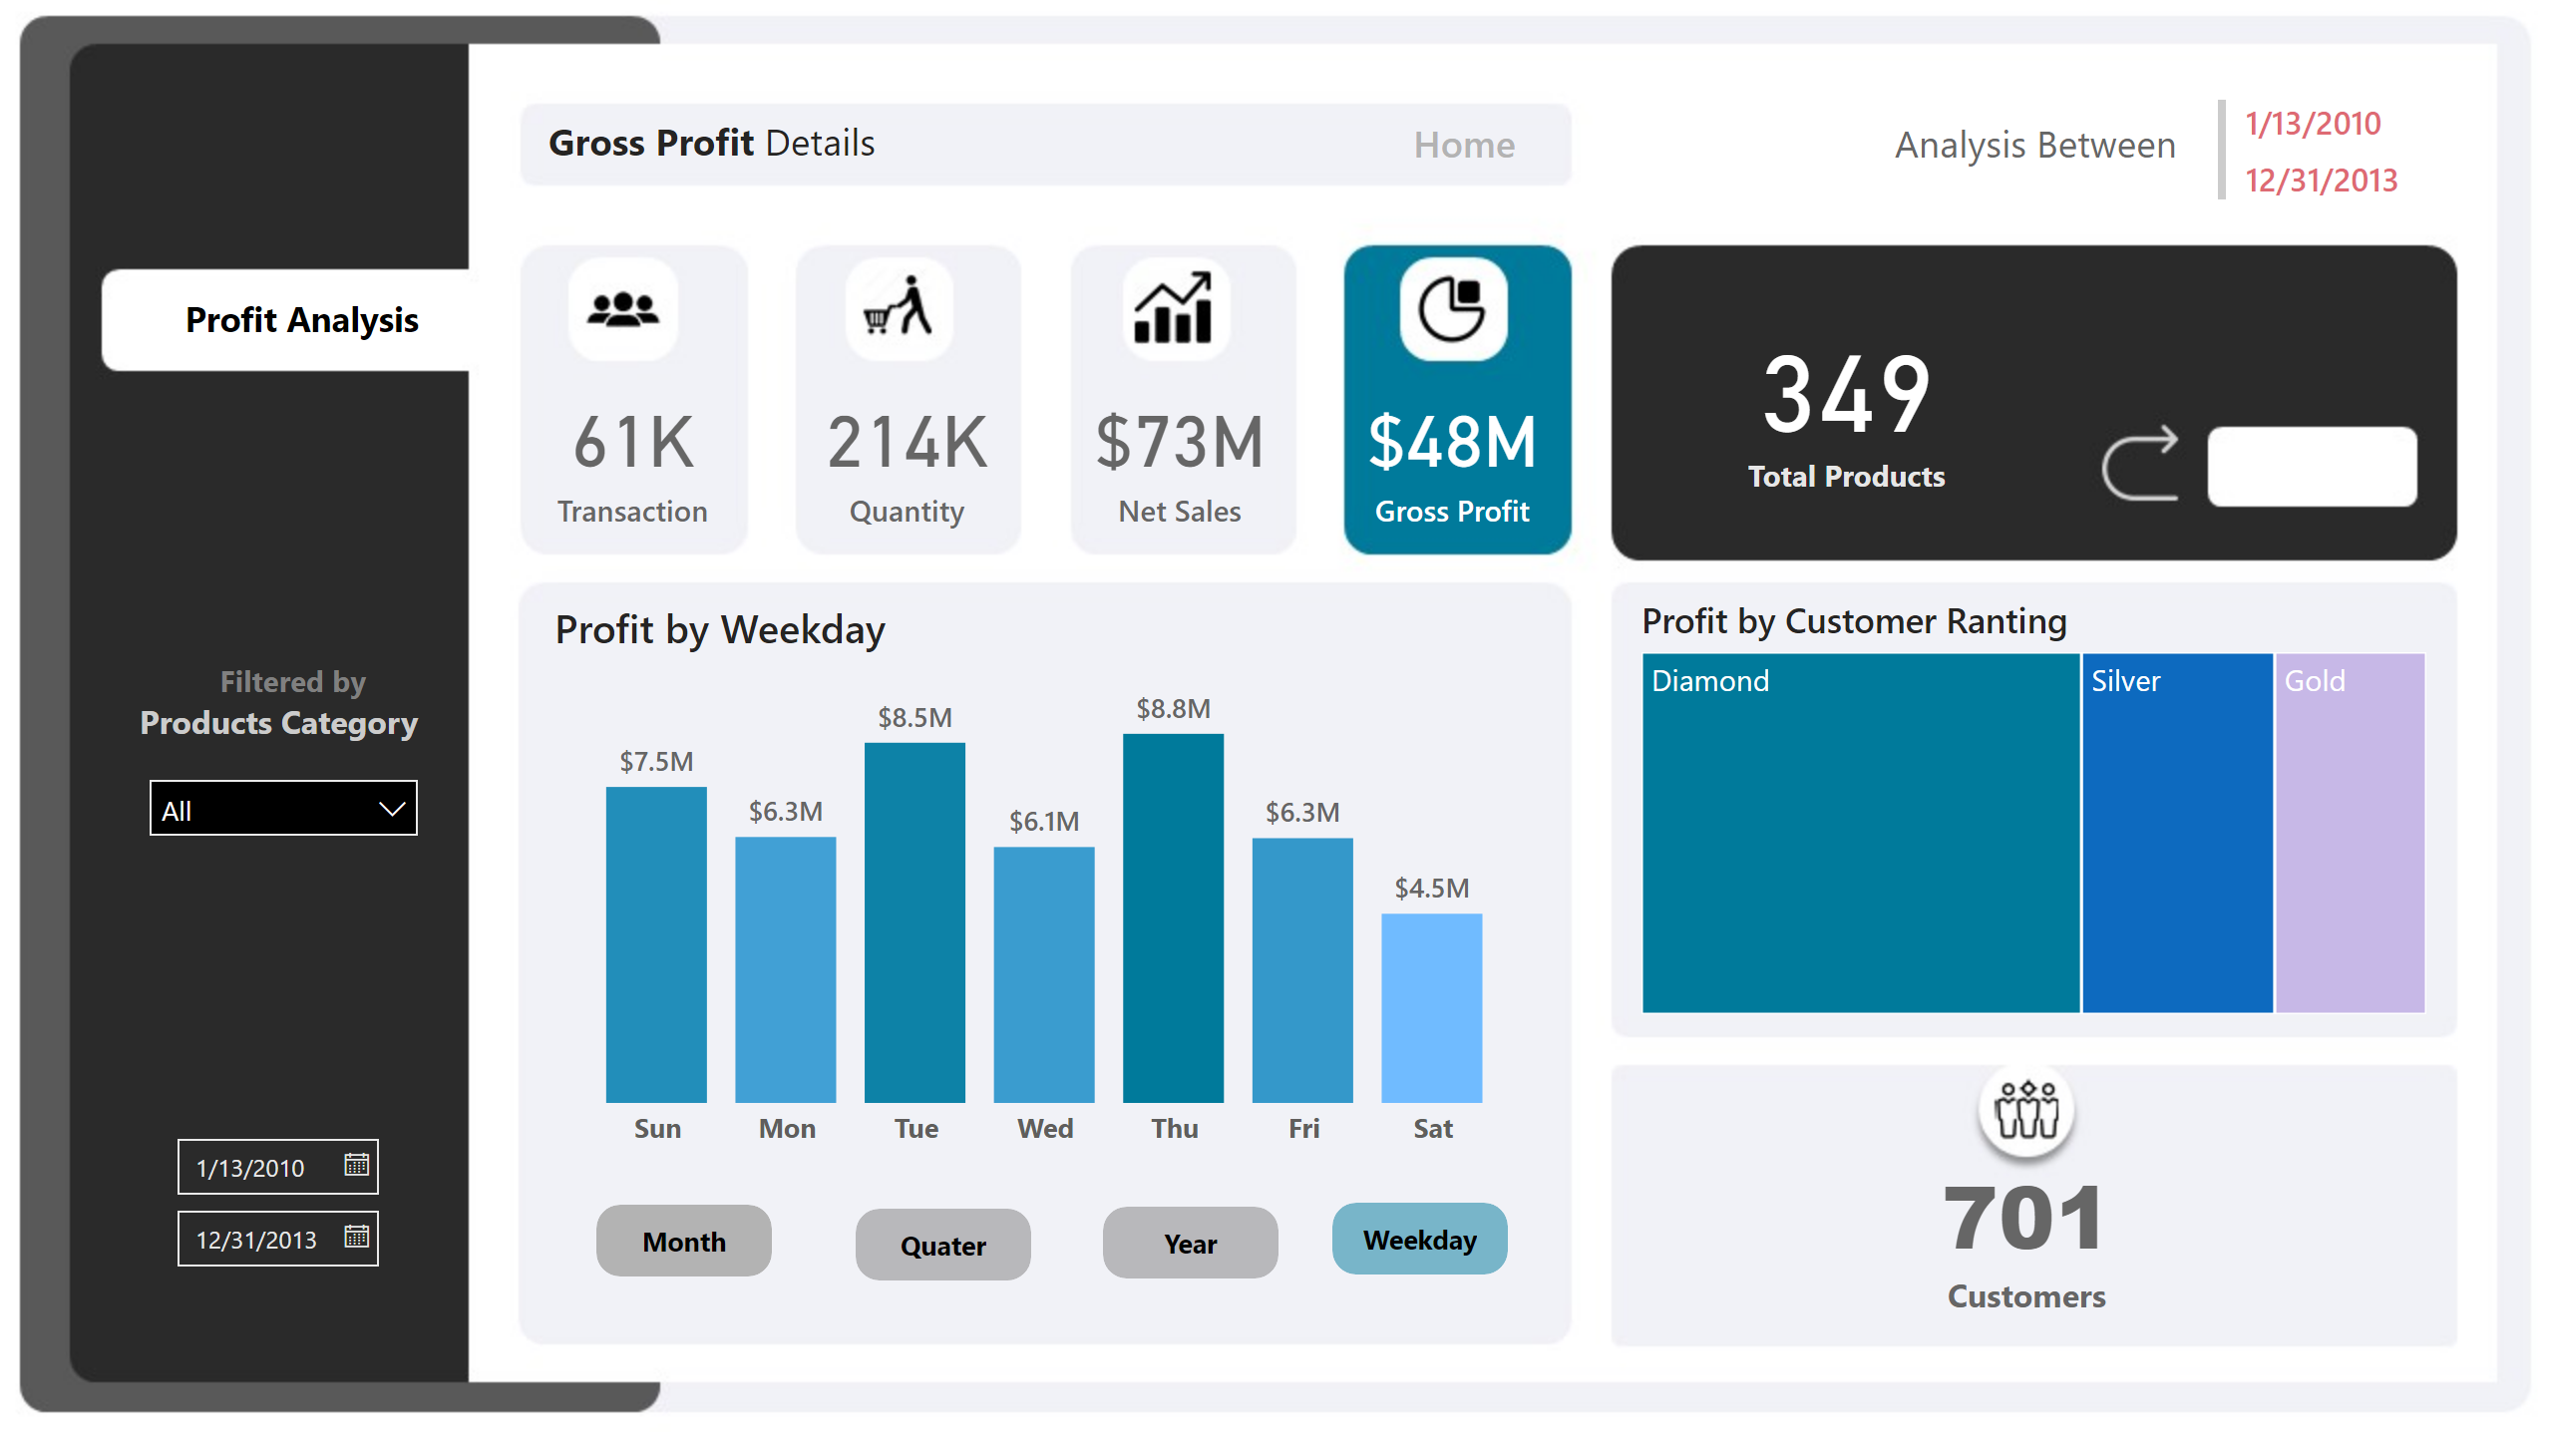 Gross Profit Details
Home
Analysis Between
1/13/2010
12/31/2013
Profit Analysis
61K
Transaction
214K
Quantity
$73M
Net Sales
$48M
Gross Profit
349
Total Products
Filtered by
Products Category
All
1/13/2010
12/31/2013
Profit by Weekday
$7.5M
$6.3M
$8.5M
$6.1M
$8.8M
$6.3M
$4.5M
Sun Mon Tue Wed Thu Fri Sat
Month
Quater
Year
Weekday
Profit by Customer Ranting
Diamond
Silver
Gold
701
Customers